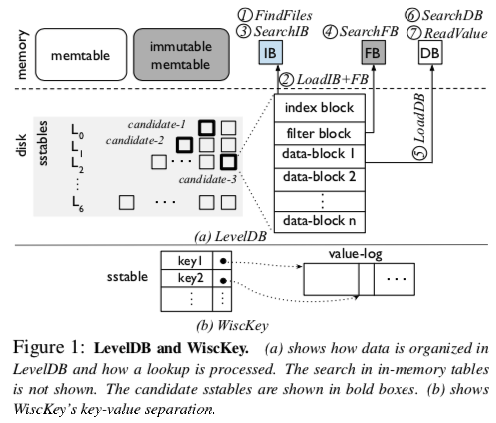 ① FindFiles
③ SearchIB
④ SearchFB
⑥ SearchDB
⑦ ReadValue
memory
memtable
immutable
memtable
IB
FB
DB
② LoadIB+FB
⑤ LoadDB
disk
sstables
L0
L1
L2
⋮
L6
candidate-1
candidate-2
candidate-3
...
...
index block
filter block
data-block 1
data-block 2
⋮
data-block n
(a) LevelDB
sstable
key1
key2
⋮
⋮
value-log
...
(b) WiscKey
Figure 1: LevelDB and WiscKey. (a) shows how data is organized in
LevelDB and how a lookup is processed. The search in in-memory tables
is not shown. The candidate sstables are shown in bold boxes. (b) shows
WiscKey's key-value separation.